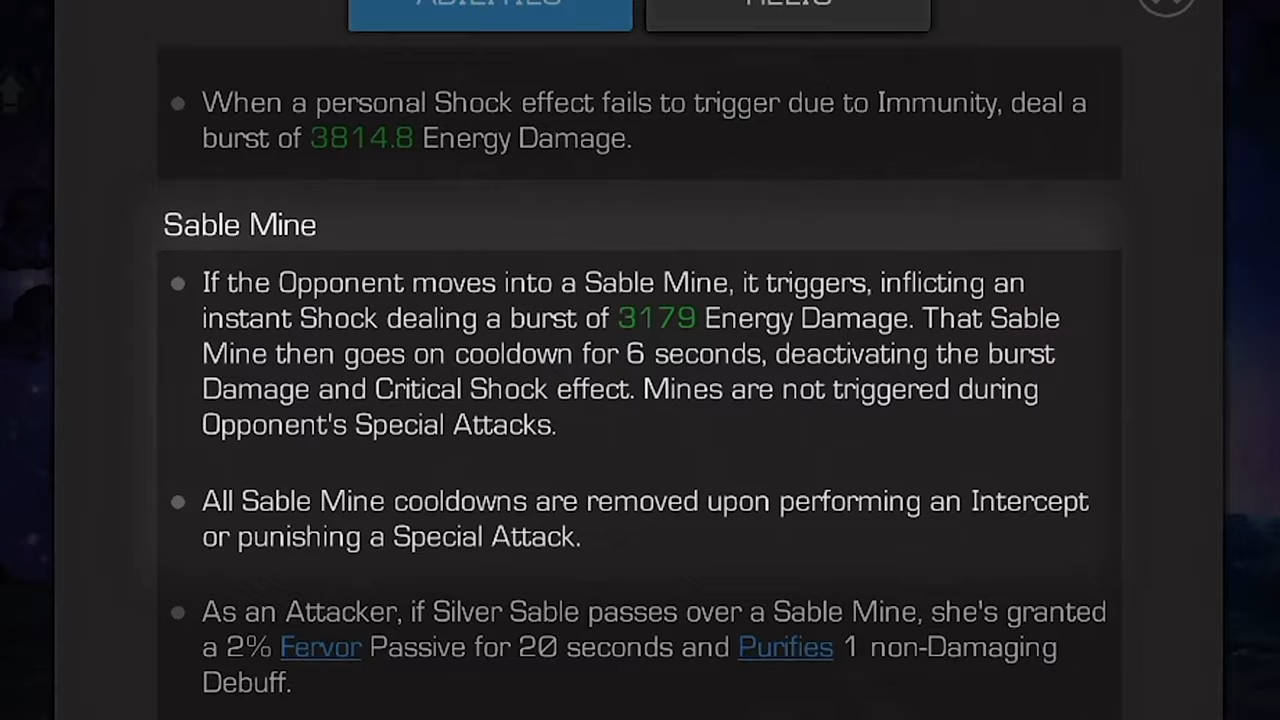 ABILITIES
RELIC
When a personal Shock effect fails to trigger due to Immunity, deal a
burst of 3814.8 Energy Damage.
Sable Mine
If the Opponent moves into a Sable Mine, it triggers, inflicting an
instant Shock dealing a burst of 3179 Energy Damage. That Sable
Mine then goes on cooldown for 6 seconds, deactivating the burst
Damage and Critical Shock effect. Mines are not triggered during
Opponent's Special Attacks.
All Sable Mine cooldowns are removed upon performing an Intercept
or punishing a Special Attack.
As an Attacker, if Silver Sable passes over a Sable Mine, she's granted
a 2% Fervor Passive for 20 seconds and Purifies 1 non-Damaging
Debuff.